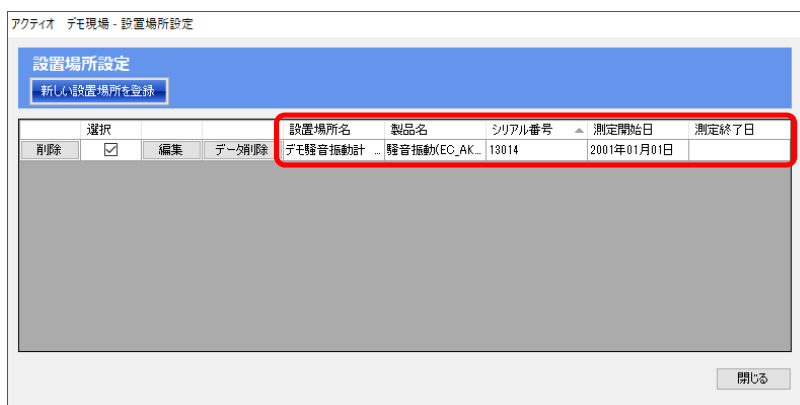 アクティオ　デモ現場 - 設置場所設定
設置場所設定
新しい設置場所を登録
選択 設置場所名 製品名 シリアル番号 測定開始日 測定終了日
削除 編集 データ削除 デモ騒音振動計 ... 騒音振動(EC_AK... 13014 2001年01月01日
閉じる